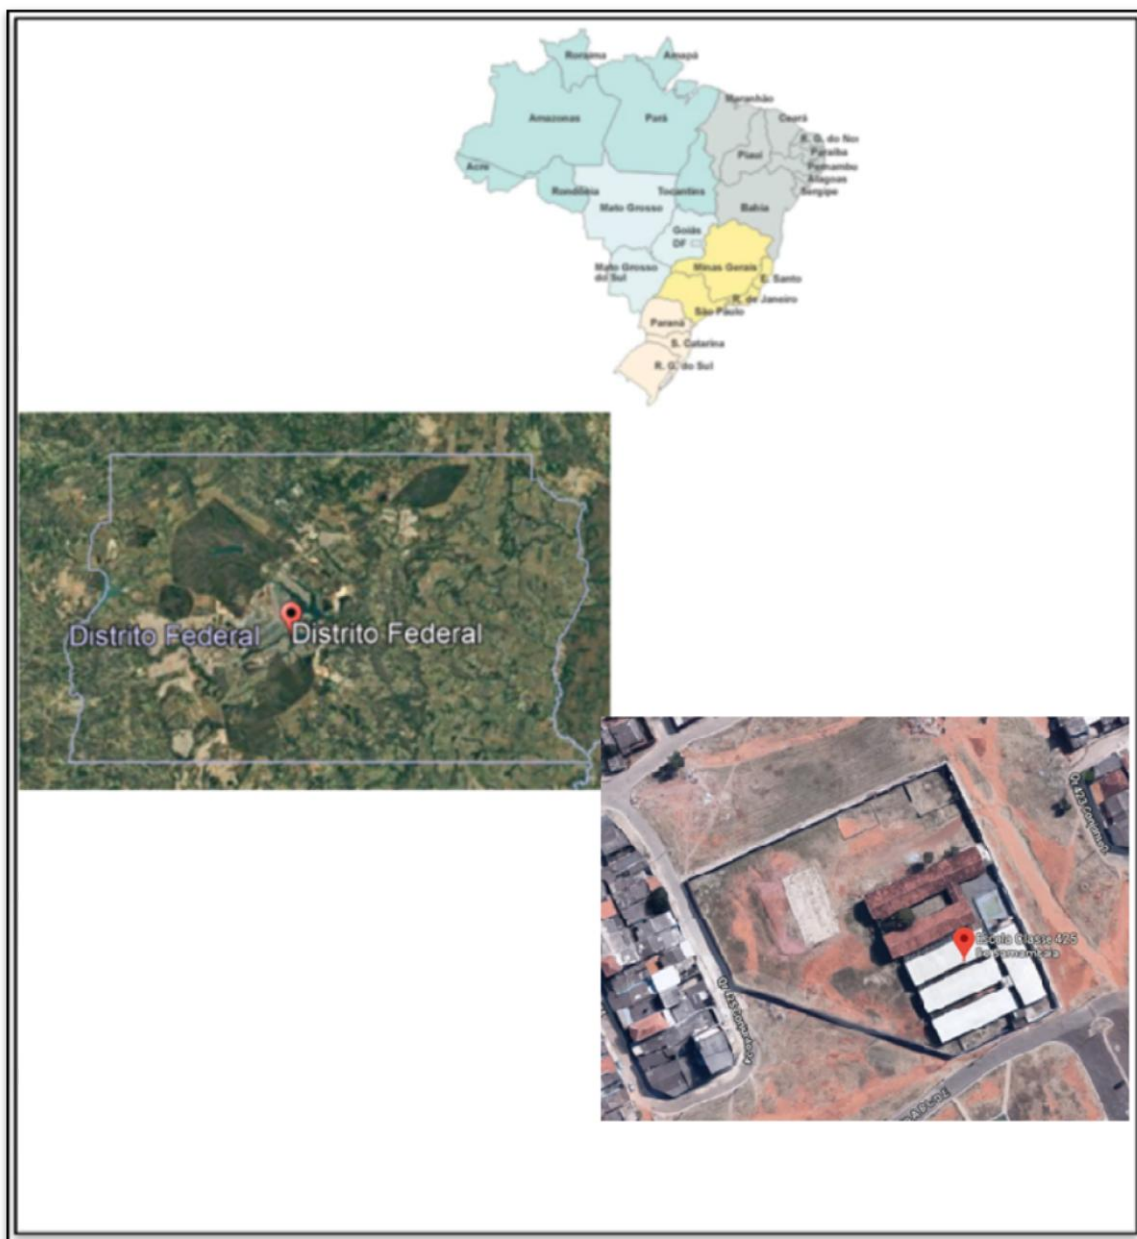 Roraima
Amapá
Amazonas
Pará
Maranhão
Ceará
R. G. do Nor
Piauí
Paraíba
Pernambu
Alagoas
Sergipe
Acre
Rondônia
Tocantins
Mato Grosso
Bahia
Goiás
DF
Mato Grosso
do Sul
Minas Gerais
E. Santo
R. de Janeiro
São Paulo
Paraná
S. Catarina
R. G. do Sul
Distrito Federal
Distrito Federal
Escola Classe 425
De Samambaia